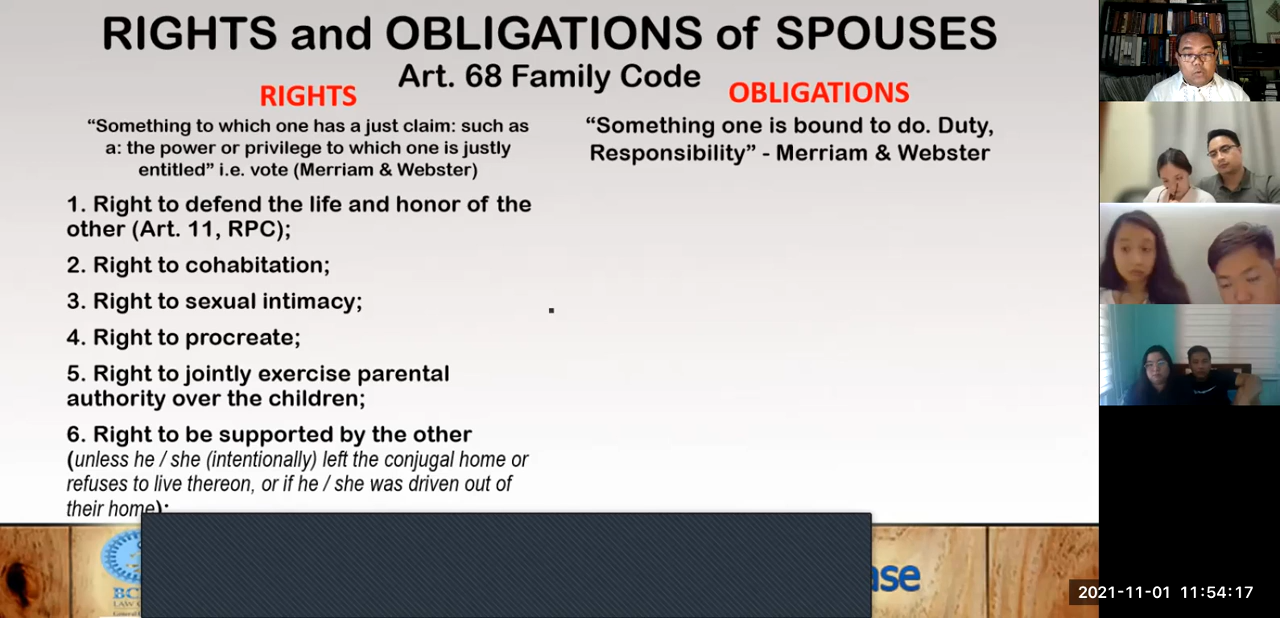 RIGHTS and OBLIGATIONS of SPOUSES
Art. 68 Family Code
RIGHTS
“Something to which one has a just claim: such as
a: the power or privilege to which one is justly
entitled” i.e. vote (Merriam & Webster)
1. Right to defend the life and honor of the
other (Art. 11, RPC);
2. Right to cohabitation;
3. Right to sexual intimacy;
4. Right to procreate;
5. Right to jointly exercise parental
authority over the children;
6. Right to be supported by the other
(unless he / she (intentionally) left the conjugal home or
refuses to live thereon, or if he / she was driven out of
their home);
OBLIGATIONS
“Something one is bound to do. Duty,
Responsibility” - Merriam & Webster
2021-11-01 11:54:17